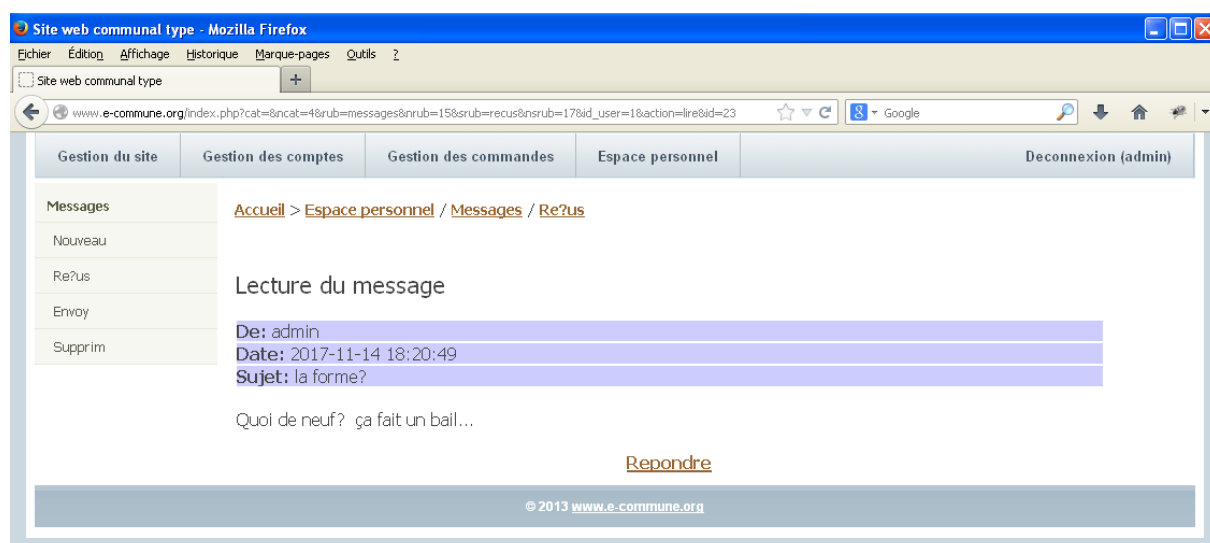 Site web communal type - Mozilla Firefox
Fichier Édition Affichage Historique Marque-pages Outils ?
Site web communal type +
www.e-commune.org/index.php?cat=&ncat=4&rub=messages&nrub=15&srub=recus&nsrub=17&id_user=1&action=lire&id=23 8 Google
Gestion du site Gestion des comptes Gestion des commandes Espace personnel Deconnexion (admin)
Messages
Nouveau
Re?us
Envoy
Supprim
Accueil > Espace personnel / Messages / Re?us
Lecture du message
De: admin
Date: 2017-11-14 18:20:49
Sujet: la forme?
Quoi de neuf? ça fait un bail...
Repondre
© 2013 www.e-commune.org